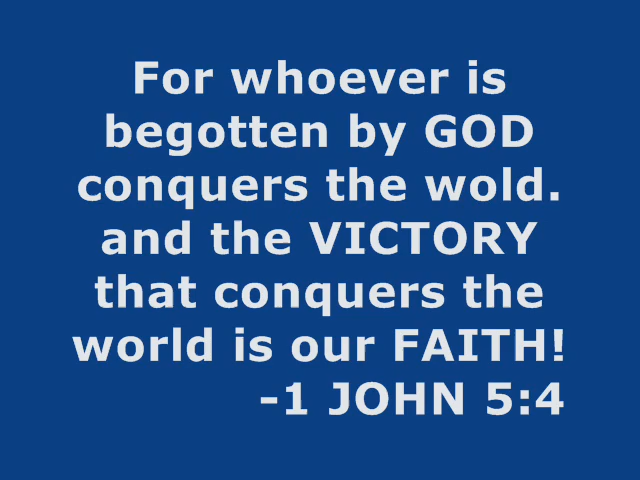 For whoever is
begotten by GOD
conquers the wold.
and the VICTORY
that conquers the
world is our FAITH!
-1 JOHN 5:4